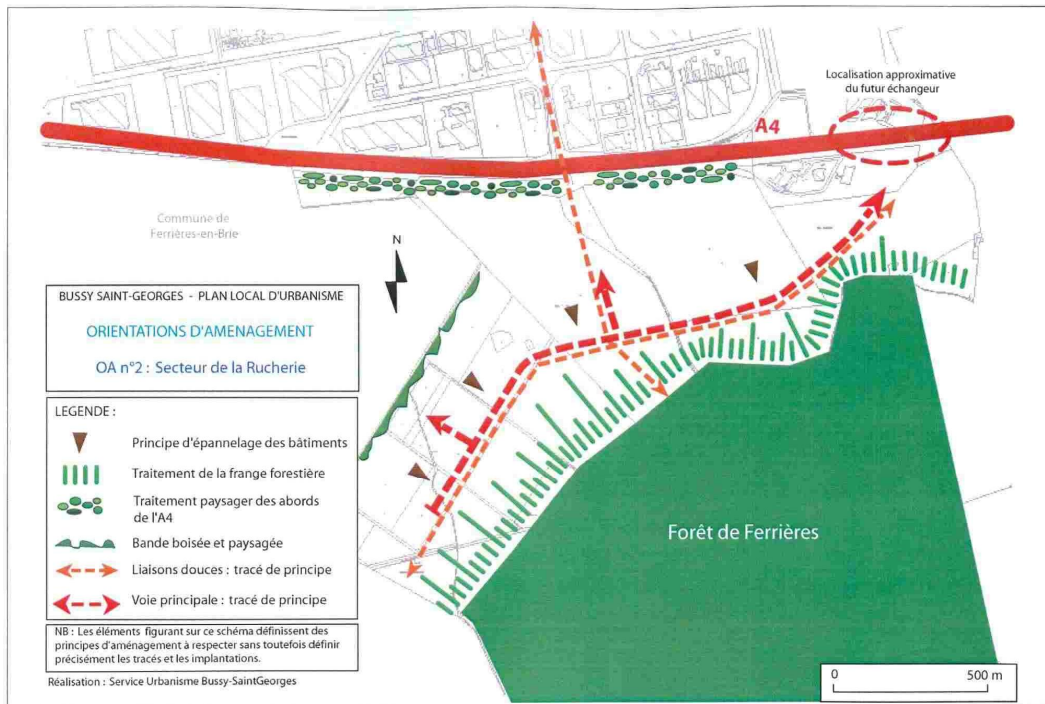 Localisation approximative
du futur échangeur
A4
Commune de
Ferrières-en-Brie
N
BUSSY SAINT-GEORGES - PLAN LOCAL D'URBANISME
ORIENTATIONS D'AMENAGEMENT
OA n°2 : Secteur de la Rucherie
LEGENDE :
Principe d'épannelage des bâtiments
Traitement de la frange forestière
Traitement paysager des abords
de l'A4
Bande boisée et paysagée
Liaisons douces : tracé de principe
Voie principale : tracé de principe
NB : Les éléments figurant sur ce schéma définissent des
principes d'aménagement à respecter sans toutefois définir
précisément les tracés et les implantations.
Réalisation : Service Urbanisme Bussy-SaintGeorges
Forêt de Ferrières
0 500 m